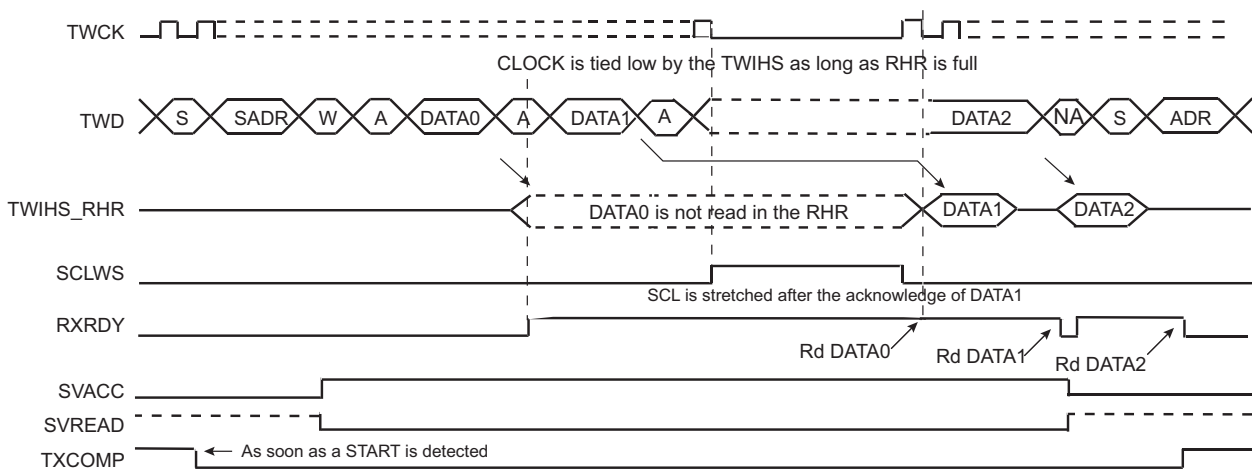 TWCK
CLOCK is tied low by the TWIHS as long as RHR is full
TWD
S SADR W A DATA0 A DATA1 A DATA2 NA S ADR
TWIHS_RHR
DATA0 is not read in the RHR DATA1 DATA2
SCLWS
SCL is stretched after the acknowledge of DATA1
RXRDY
Rd DATA0 Rd DATA1 Rd DATA2
SVACC
SVREAD
TXCOMP
As soon as a START is detected